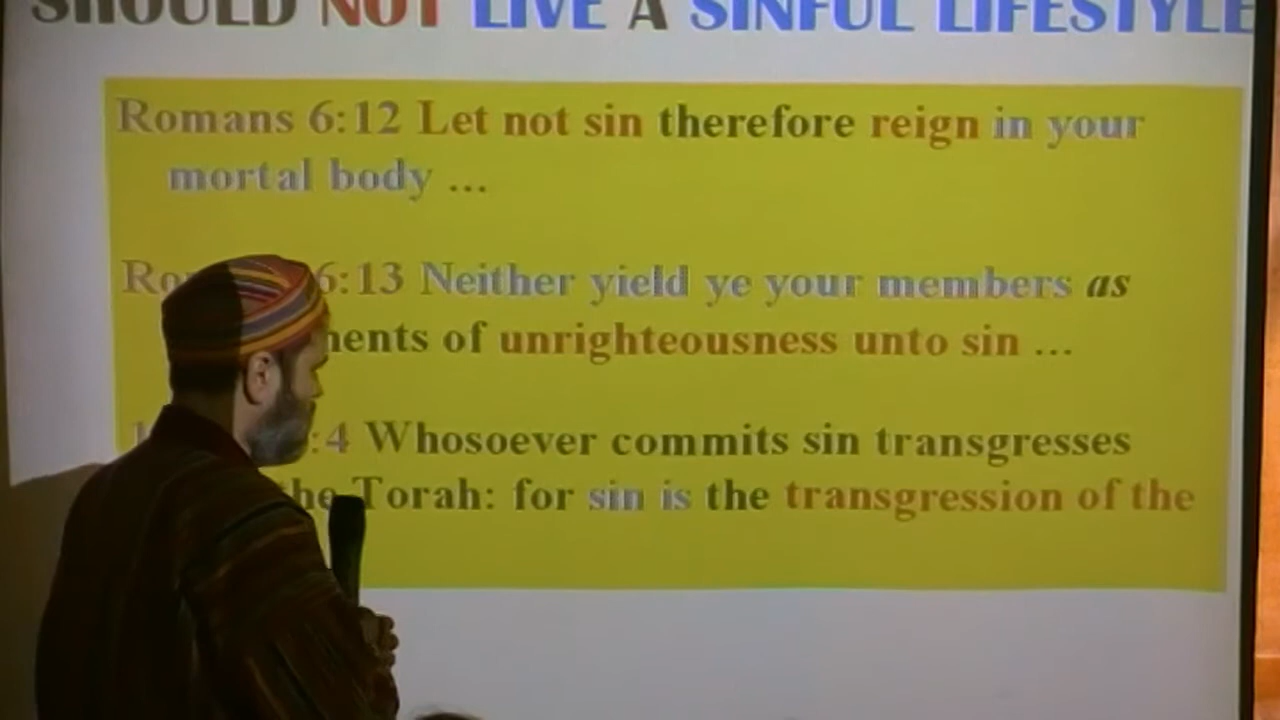 SHOULD NOT LIVE A SINFUL LIFESTYLE
Romans 6:12 Let not sin therefore reign in your
mortal body ...
Ro 6:13 Neither yield ye your members as
ments of unrighteousness unto sin ...
:4 Whosoever commits sin transgresses
the Torah: for sin is the transgression of the